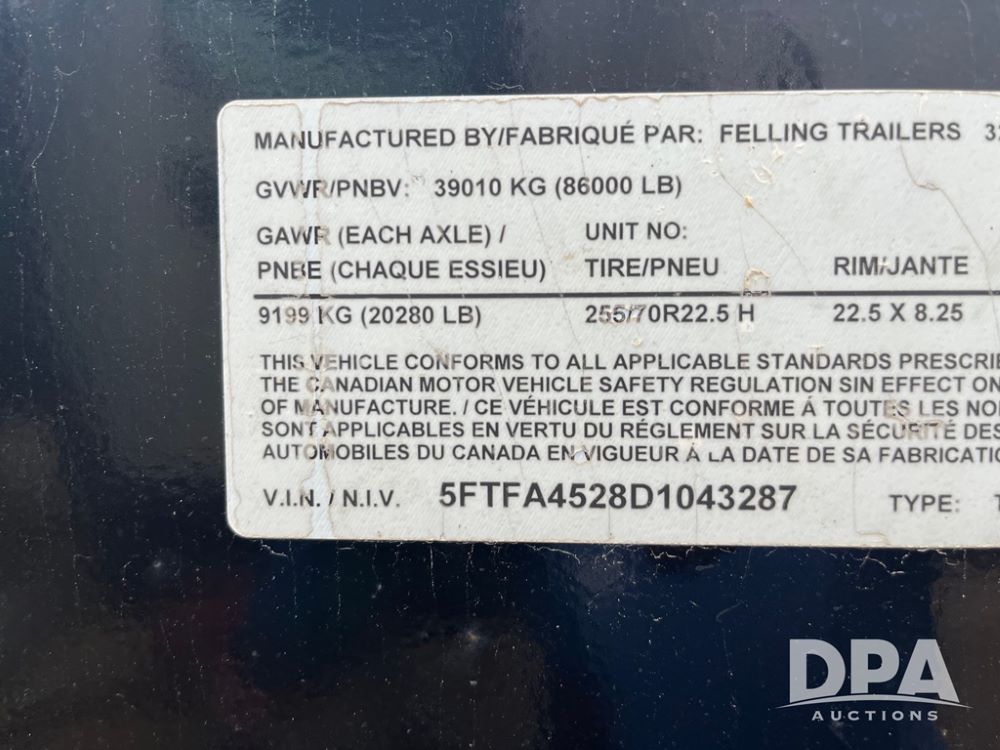 MANUFACTURED BY/FABRIQUÉ PAR: FELLING TRAILERS
GVWR/PNBV: 39010 KG (86000 LB)
GAWR (EACH AXLE) / UNIT NO:
PNBE (CHAQUE ESSIEU) TIRE/PNEU RIM/JANTE
9199 KG (20280 LB) 255/70R22.5 H 22.5 X 8.25
THIS VEHICLE CONFORMS TO ALL APPLICABLE STANDARDS PRESCRI
THE CANADIAN MOTOR VEHICLE SAFETY REGULATION SIN EFFECT ON
OF MANUFACTURE. / CE VÉHICULE EST CONFORME Á TOUTES LES NO
SONT APPLICABLES EN VERTU DU RÉGLEMENT SUR LA SÉCURITÉ DES
AUTOMOBILES DU CANADA EN VIGUEUR Á LA DATE DE SA FABRICATI
V.I.N. / N.I.V. 5FTFA4528D1043287 TYPE:
DPA
AUCTIONS